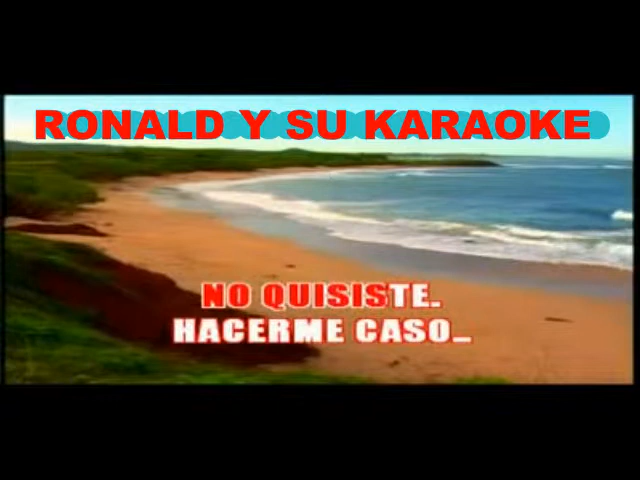 RONALD Y SU KARAOKE
NO QUISISTE.
HACERME CASO...